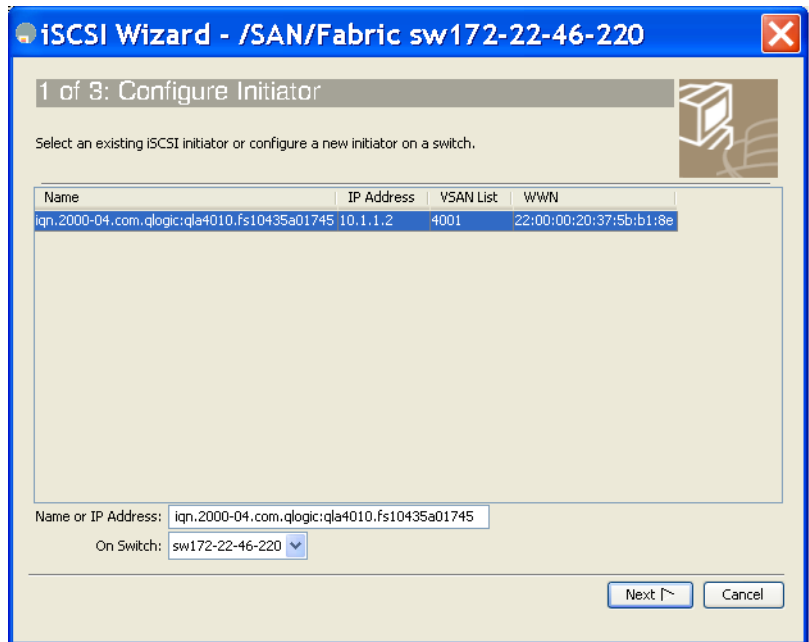 iSCSI Wizard - /SAN/Fabric sw172-22-46-220
1 of 3: Configure Initiator
Select an existing iSCSI initiator or configure a new initiator on a switch.
Name IP Address VSAN List WWN
iqn.2000-04.com.qlogic:qla4010.fs10435a01745 10.1.1.2 4001 22:00:00:20:37:5b:b1:8e
Name or IP Address: iqn.2000-04.com.qlogic:qla4010.fs10435a01745
On Switch: sw172-22-46-220
Next Cancel